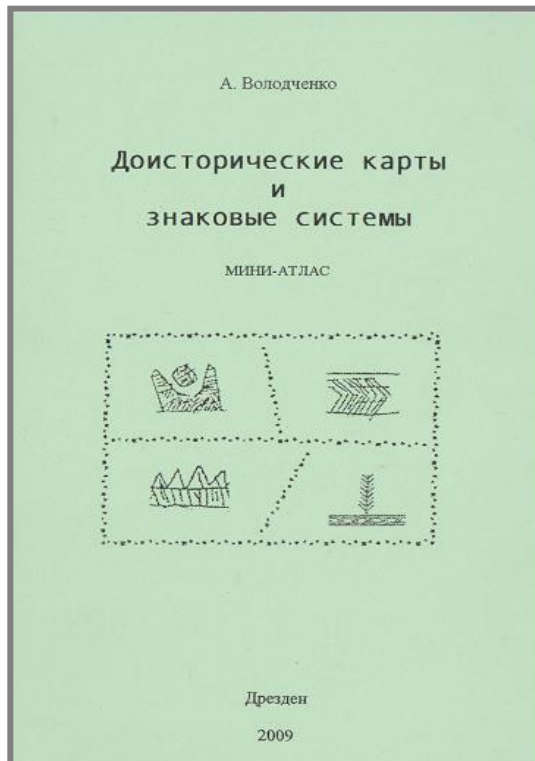 А. Володченко
Доисторические карты
и
знаковые системы
МИНИ-АТЛАС
Дрезден
2009